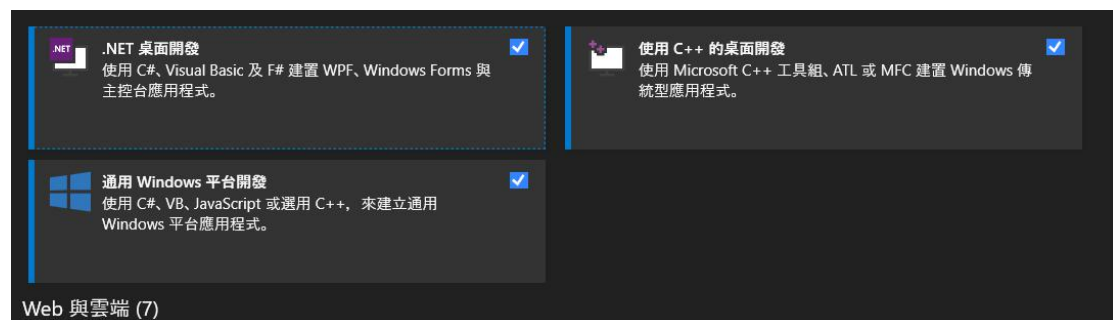 .NET
.NET 桌面開發
使用 C#、Visual Basic 及 F# 建置 WPF、Windows Forms 與
主控台應用程式。
使用 C++ 的桌面開發
使用 Microsoft C++ 工具組、ATL 或 MFC 建置 Windows 傳
統型應用程式。
通用 Windows 平台開發
使用 C#、VB、JavaScript 或選用 C++，來建立通用
Windows 平台應用程式。
Web 與雲端 (7)